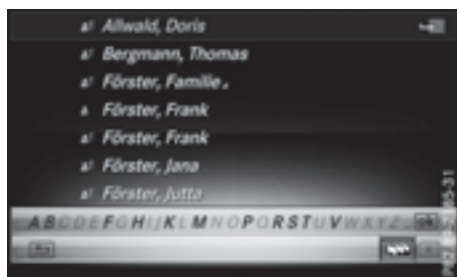 Allwald, Doris
Bergmann, Thomas
Förster, Familie
Förster, Frank
Förster, Frank
Förster, Jana
Förster, Jutta
ABCDEFGHIJKLMNOPQRSTUVWXYZ